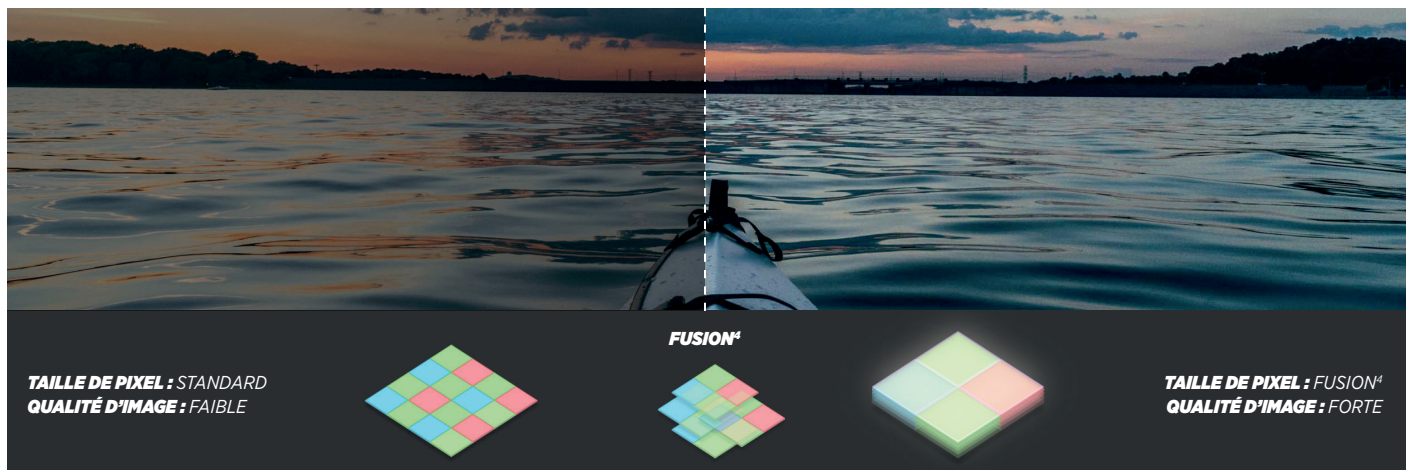 FUSION⁴
TAILLE DE PIXEL : STANDARD
QUALITÉ D'IMAGE : FAIBLE
TAILLE DE PIXEL : FUSION⁴
QUALITÉ D'IMAGE : FORTE